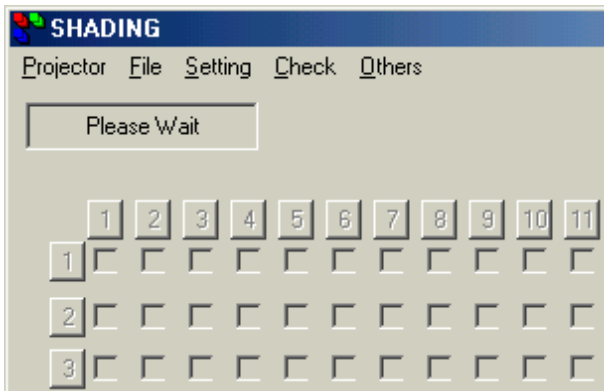 SHADING
Projector File Setting Check Others
Please Wait
1 2 3 4 5 6 7 8 9 10 11
1
2
3